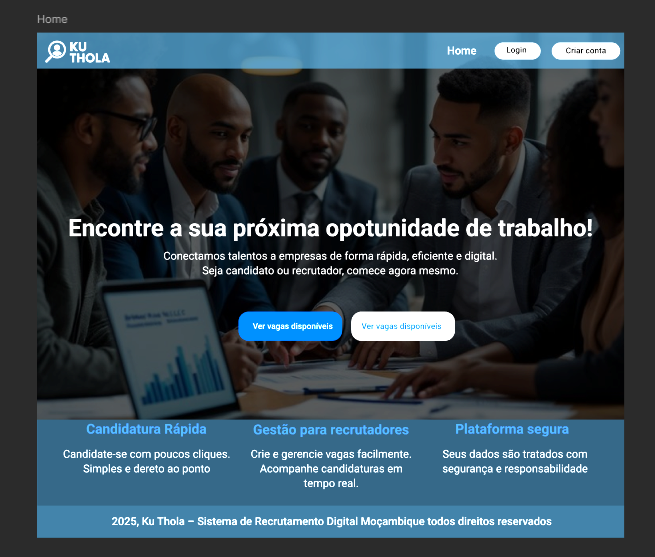 Home
KU
THOLA
Home
Login
Criar conta
Encontre a sua próxima opotunidade de trabalho!
Conectamos talentos a empresas de forma rápida, eficiente e digital.
Seja candidato ou recrutador, comece agora mesmo.
Ver vagas disponíveis
Ver vagas disponíveis
Candidatura Rápida
Candidate-se com poucos cliques.
Simples e dereto ao ponto
Gestão para recrutadores
Crie e gerencie vagas facilmente.
Acompanhe candidaturas em
tempo real.
Plataforma segura
Seus dados são tratados com
segurança e responsabilidade
2025, Ku Thola – Sistema de Recrutamento Digital Moçambique todos direitos reservados